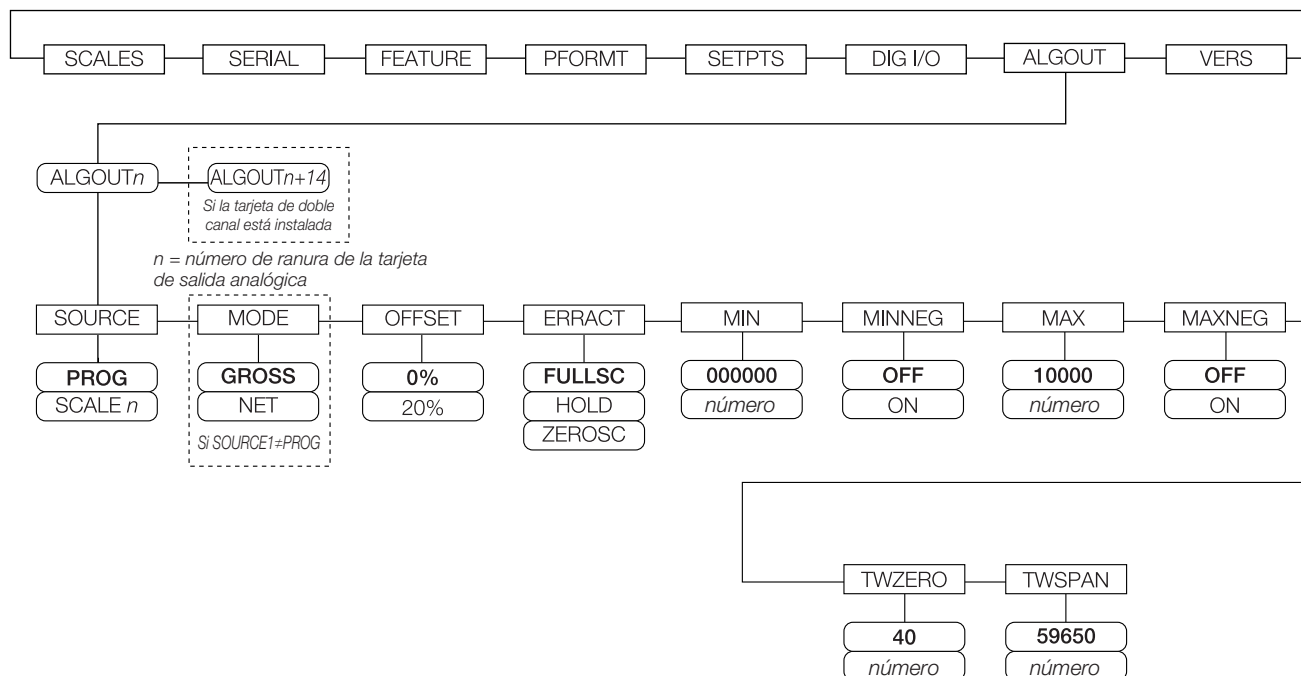 SCALES SERIAL FEATURE PFORMT SETPTS DIG I/O ALGOUT VERS
ALGOUTn ALGOUTn+14
Si la tarjeta de doble
canal está instalada
n = número de ranura de la tarjeta
de salida analógica
SOURCE MODE OFFSET ERRACT MIN MINNEG MAX MAXNEG
PROG GROSS 0% FULLSC 000000 OFF 10000 OFF
SCALE n NET 20% HOLD número ON número ON
Si SOURCE1≠PROG ZEROSC
TWZERO TWSPAN
40 59650
número número